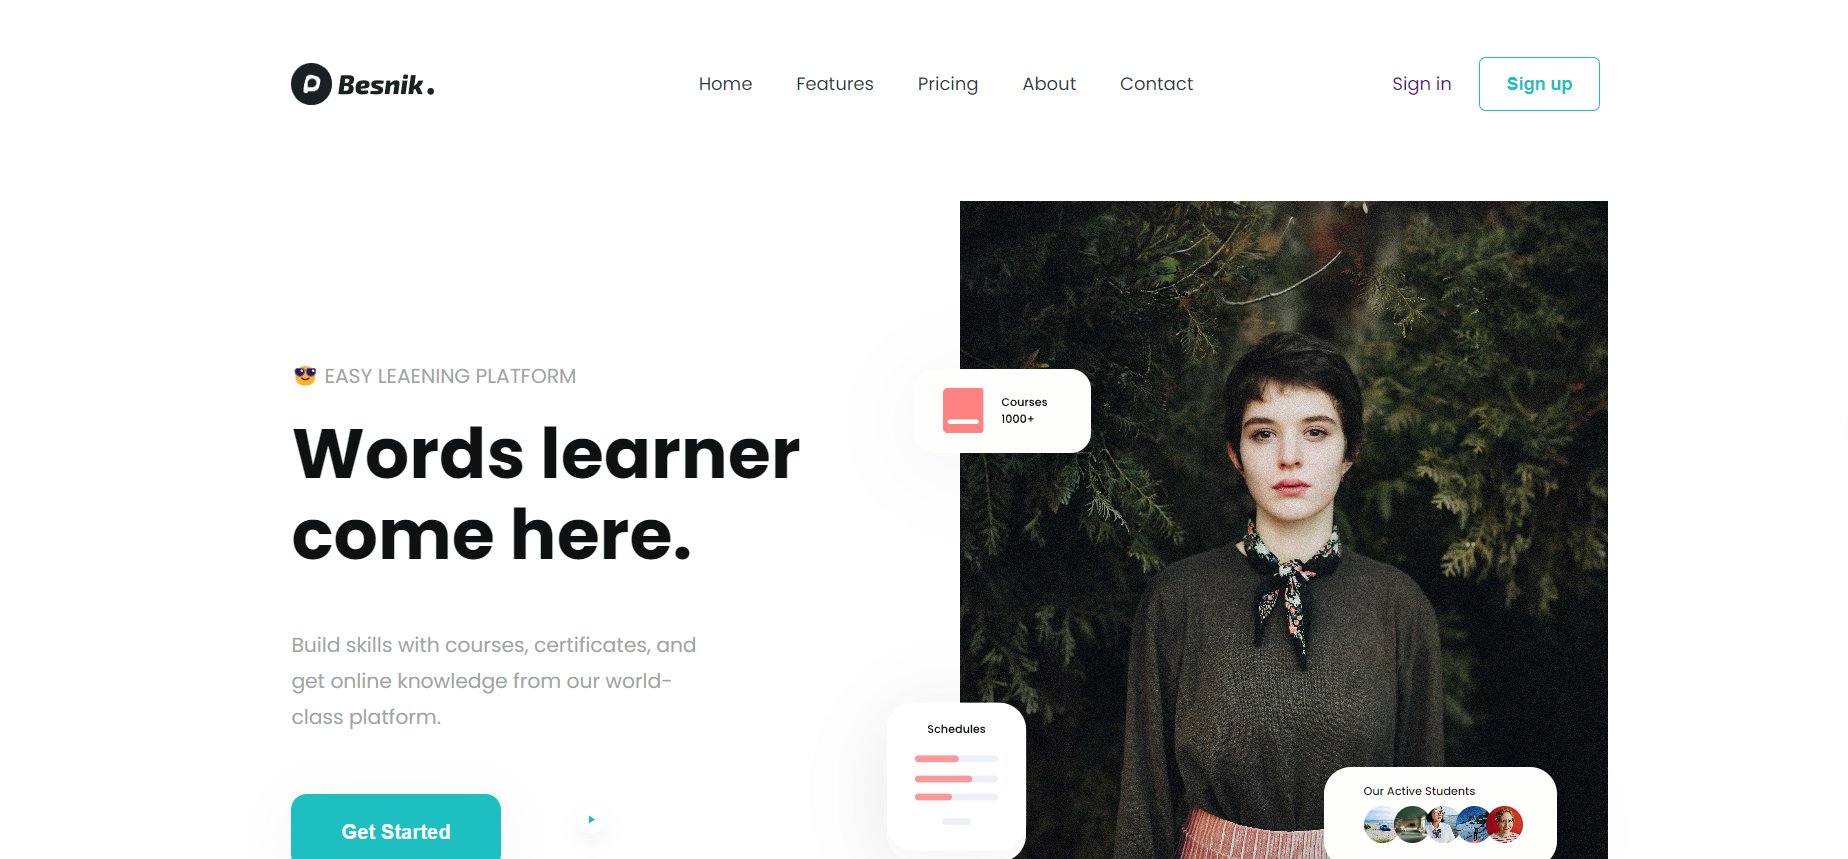 Besnik.
Home Features Pricing About Contact
Sign in Sign up
😎 EASY LEAENING PLATFORM
Words learner
come here.
Build skills with courses, certificates, and
get online knowledge from our world-
class platform.
Get Started
Courses
1000+
Schedules
Our Active Students